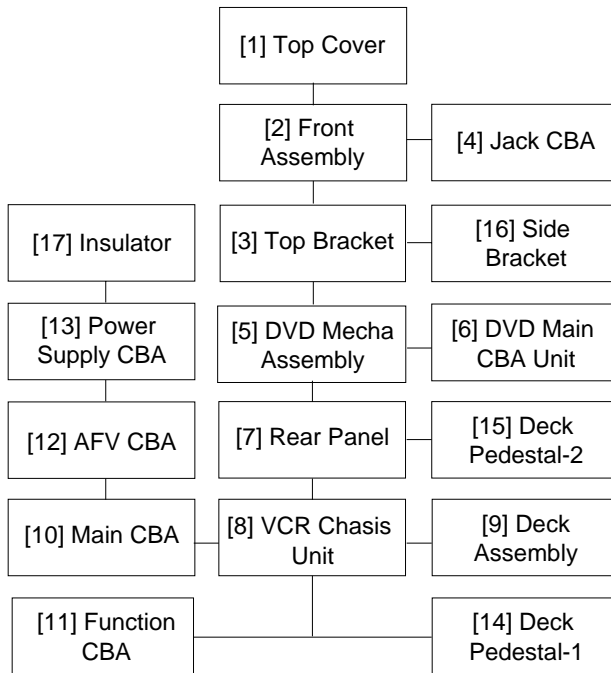 [1] Top Cover
[2] Front
Assembly
[4] Jack CBA
[17] Insulator
[3] Top Bracket
[16] Side
Bracket
[13] Power
Supply CBA
[5] DVD Mecha
Assembly
[6] DVD Main
CBA Unit
[12] AFV CBA
[7] Rear Panel
[15] Deck
Pedestal-2
[10] Main CBA
[8] VCR Chasis
Unit
[9] Deck
Assembly
[11] Function
CBA
[14] Deck
Pedestal-1